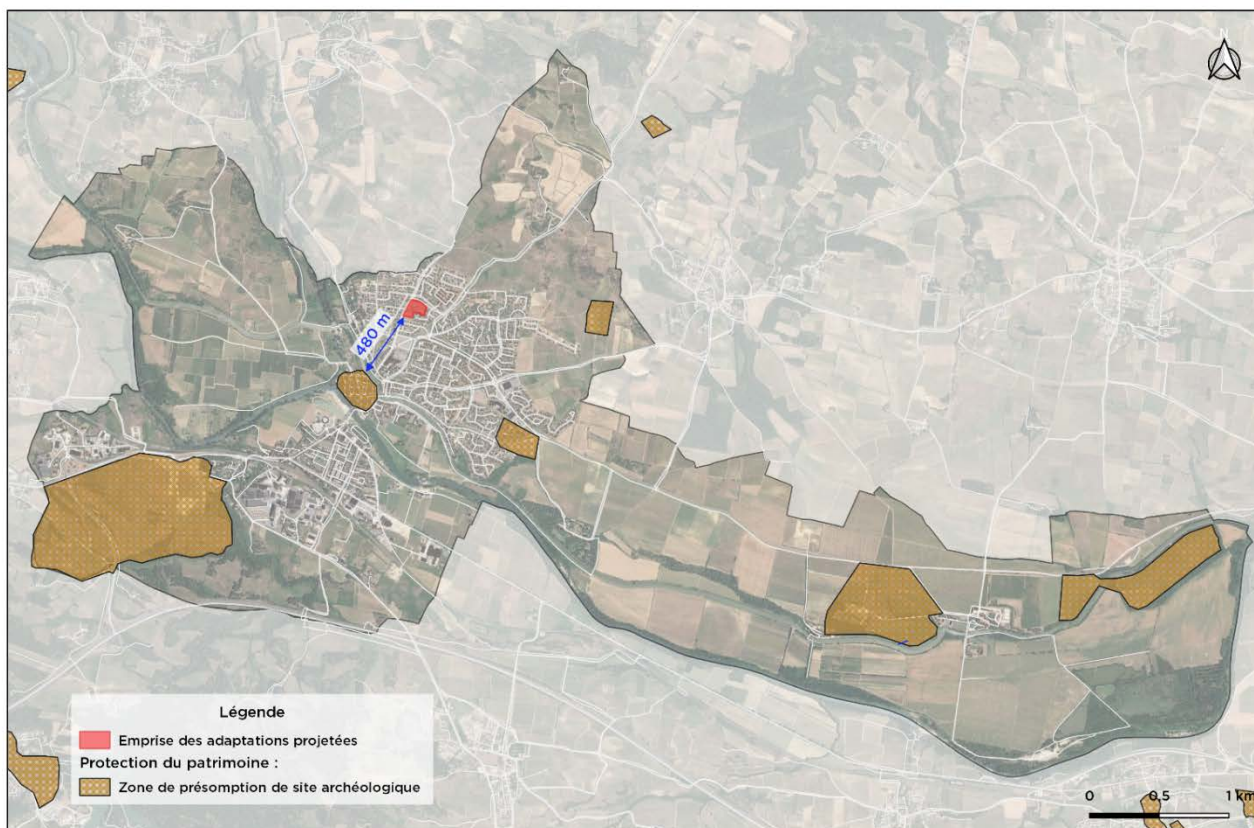 N
480 m
Légende
Emprise des adaptations projetées
Protection du patrimoine :
Zone de présomption de site archéologique
0 0,5 1 km